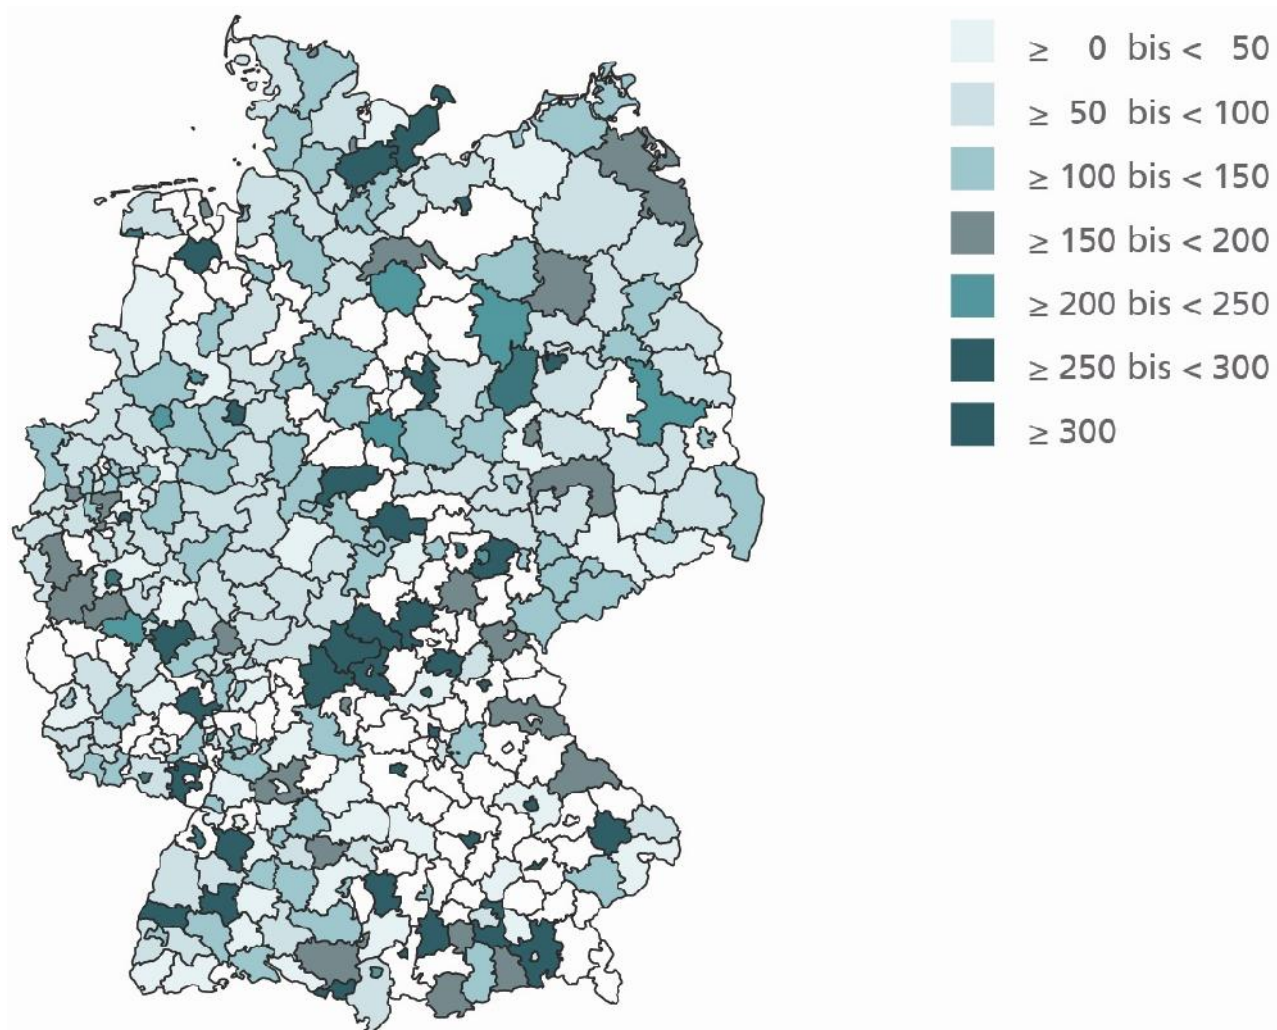 ≥ 0 bis < 50
≥ 50 bis < 100
≥ 100 bis < 150
≥ 150 bis < 200
≥ 200 bis < 250
≥ 250 bis < 300
≥ 300